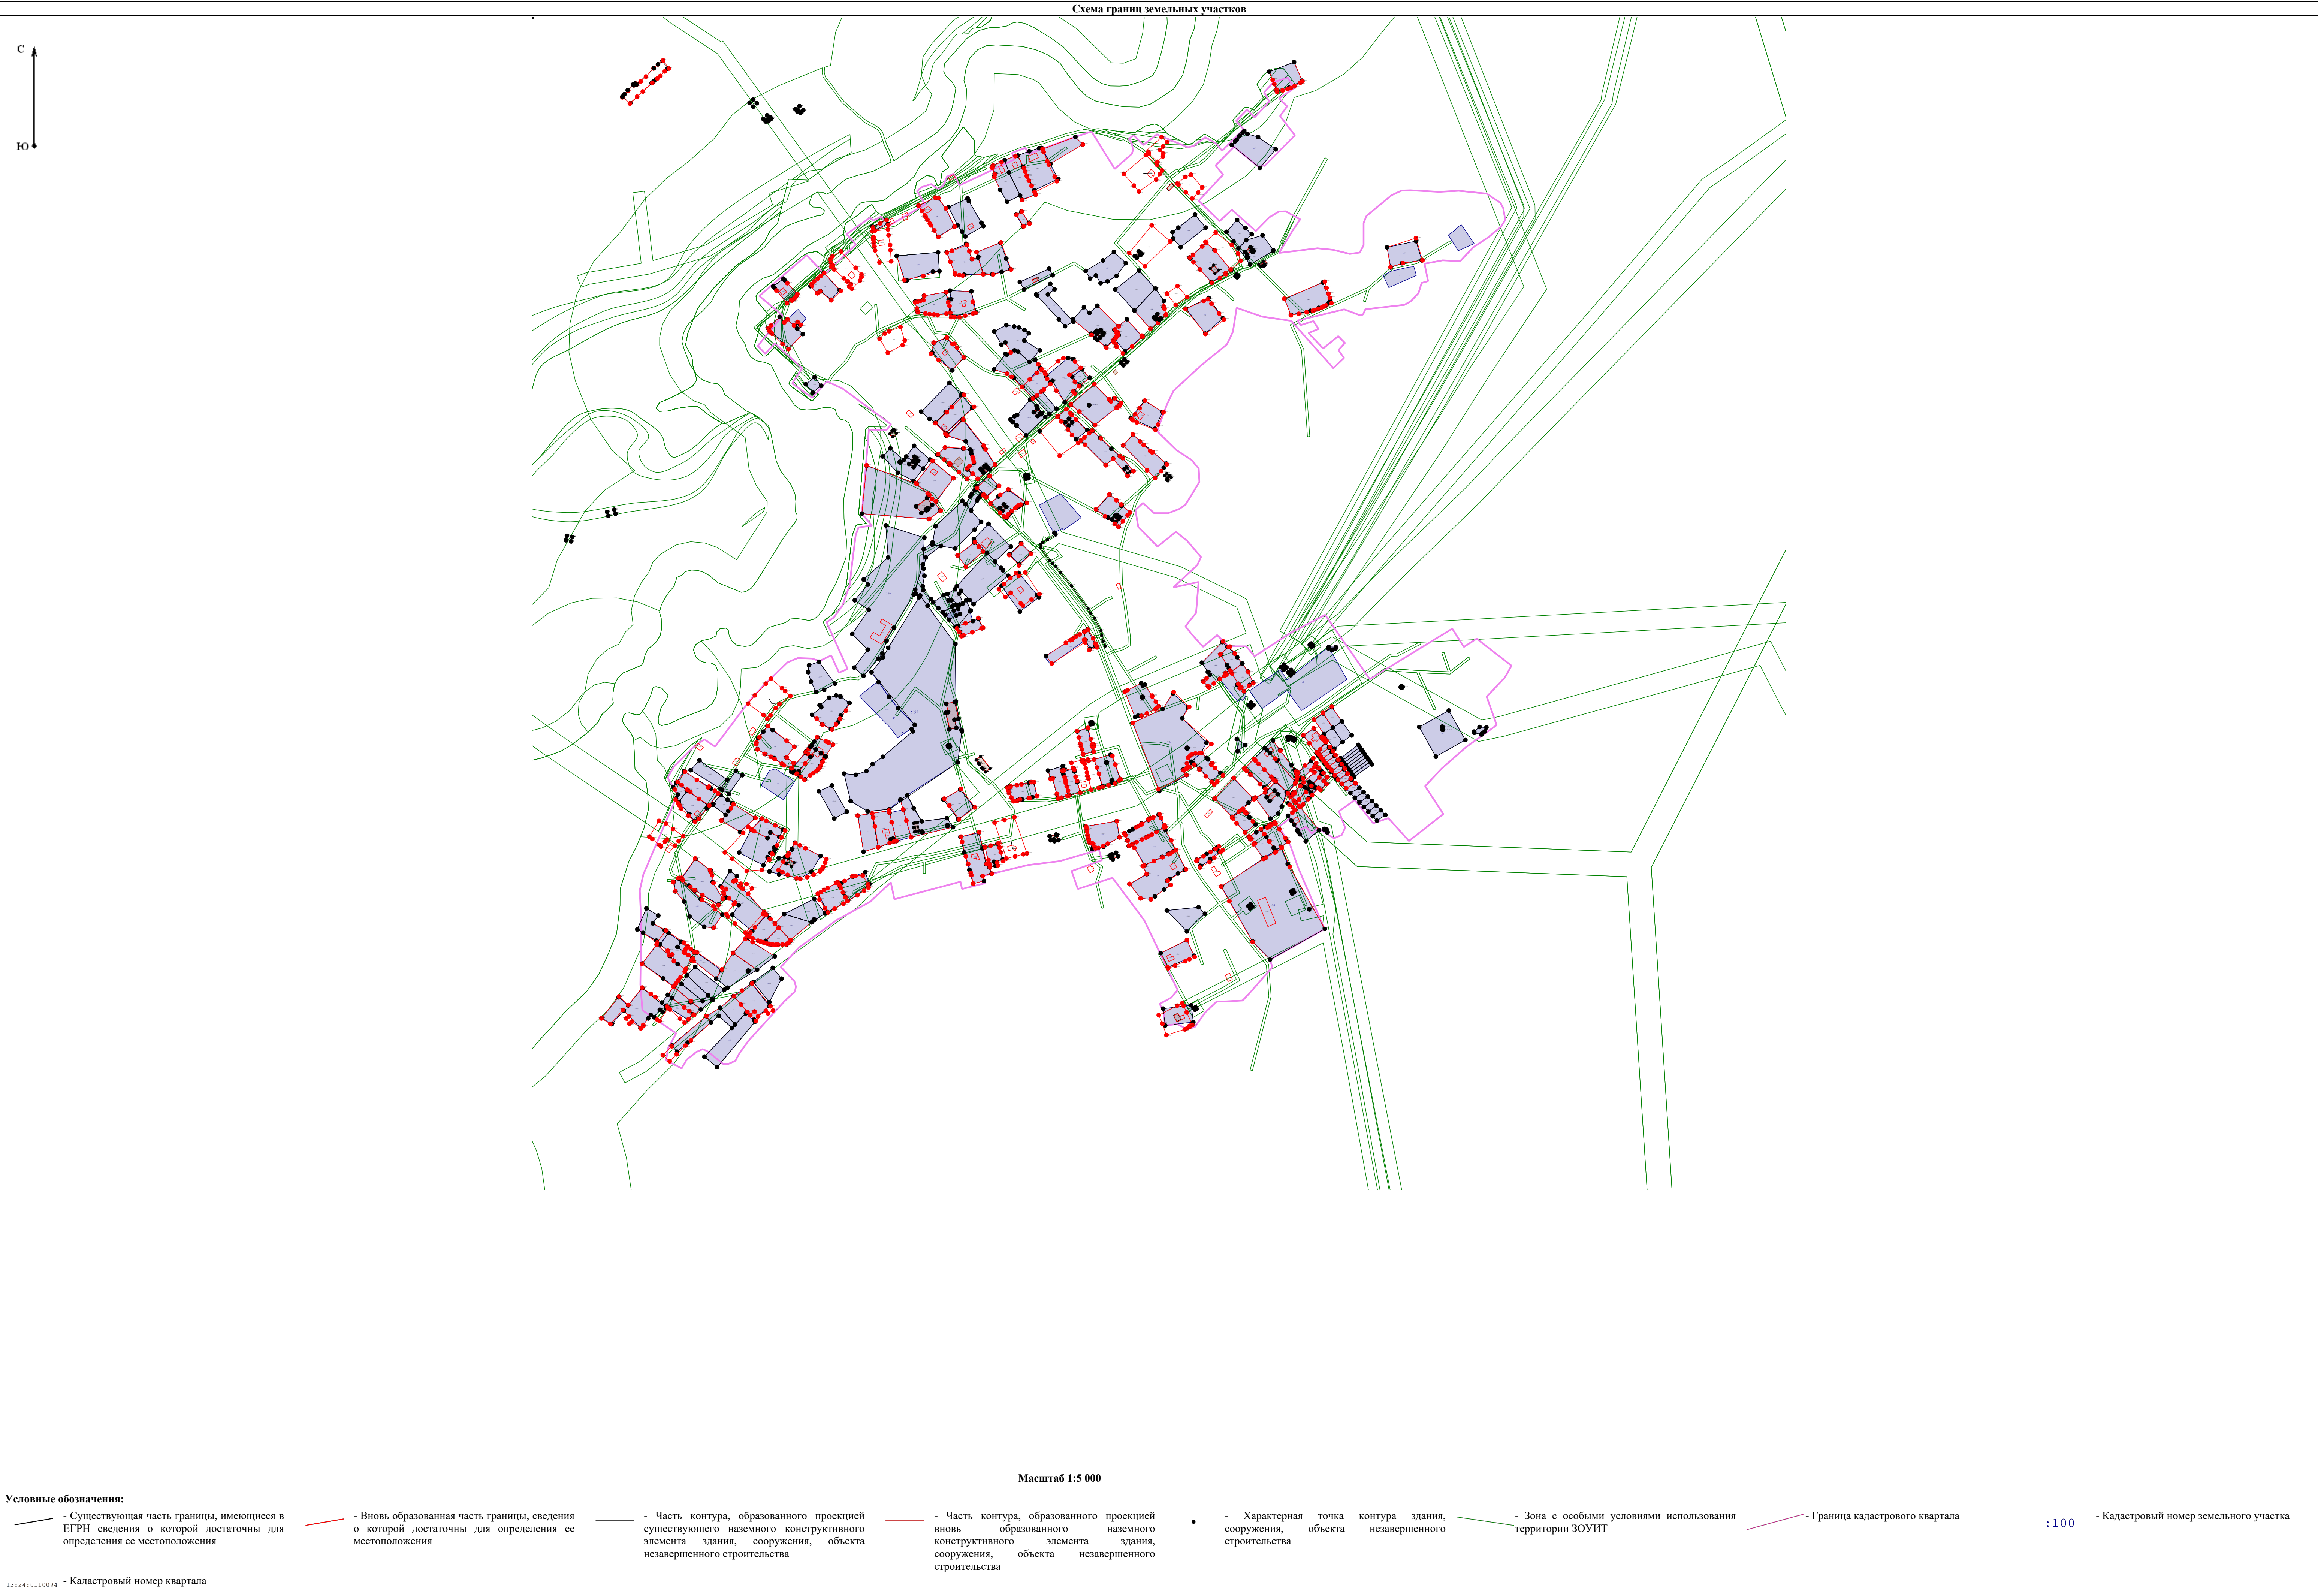 Схема границ земельных участков
С
Ю
:31
Масштаб 1:5 000
Условные обозначения:
- Существующая часть границы, имеющиеся в
ЕГРН сведения о которой достаточны для
определения ее местоположения
- Вновь образованная часть границы, сведения
о которой достаточны для определения ее
местоположения
- Часть контура, образованного проекцией
существующего наземного конструктивного
элемента здания, сооружения, объекта
незавершенного строительства
- Часть контура, образованного проекцией
вновь образованного наземного
конструктивного элемента здания,
сооружения, объекта незавершенного
строительства
- Характерная точка контура здания,
сооружения, объекта незавершенного
строительства
- Зона с особыми условиями использования
территории ЗОУИТ
- Граница кадастрового квартала
:100
- Кадастровый номер земельного участка
13:24:0110094
- Кадастровый номер квартала